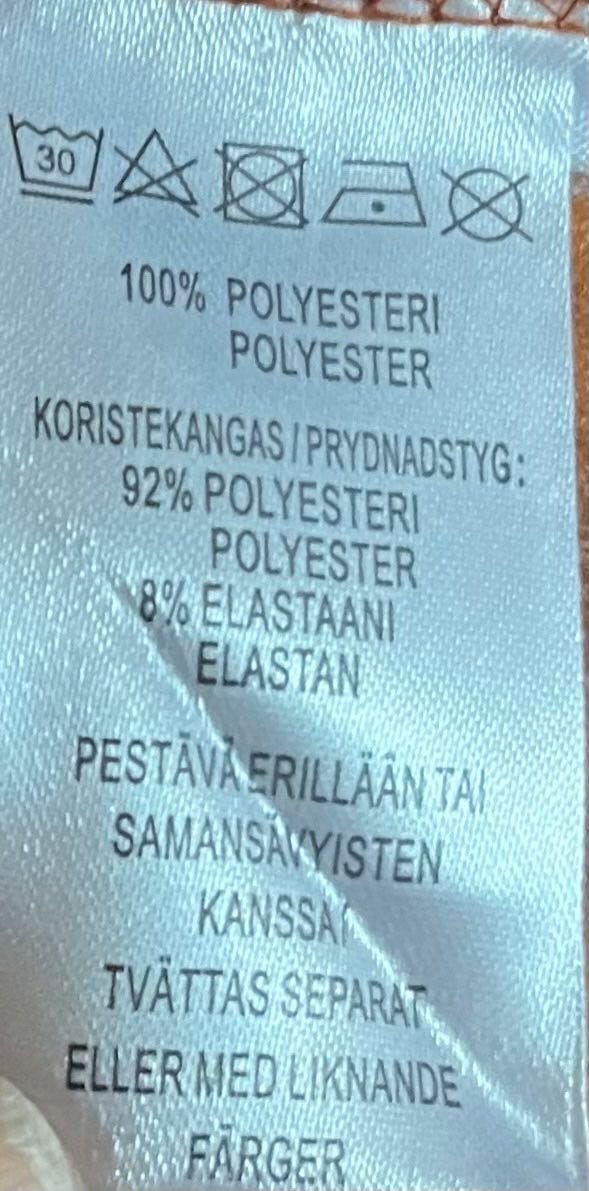 30
100% POLYESTERI
POLYESTER
KORISTEKANGAS / PRYDNADSTYG:
92% POLYESTERI
POLYESTER
8% ELASTAANI
ELASTAN
PESTÄVÄ ERILLÄÄN TAI
SAMANSÄVYISTEN
KANSSA/
TVÄTTAS SEPARAT
ELLER MED LIKNANDE
FÄRGER